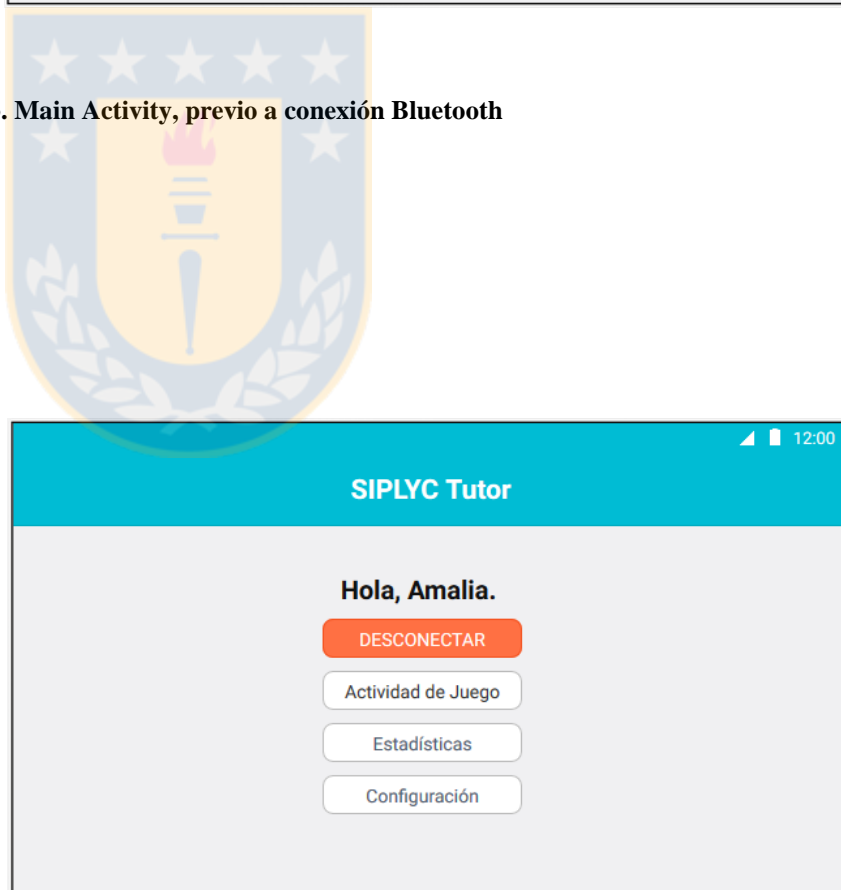 . Main Activity, previo a conexión Bluetooth
12:00
SIPLYC Tutor
Hola, Amalia.
DESCONECTAR
Actividad de Juego
Estadísticas
Configuración